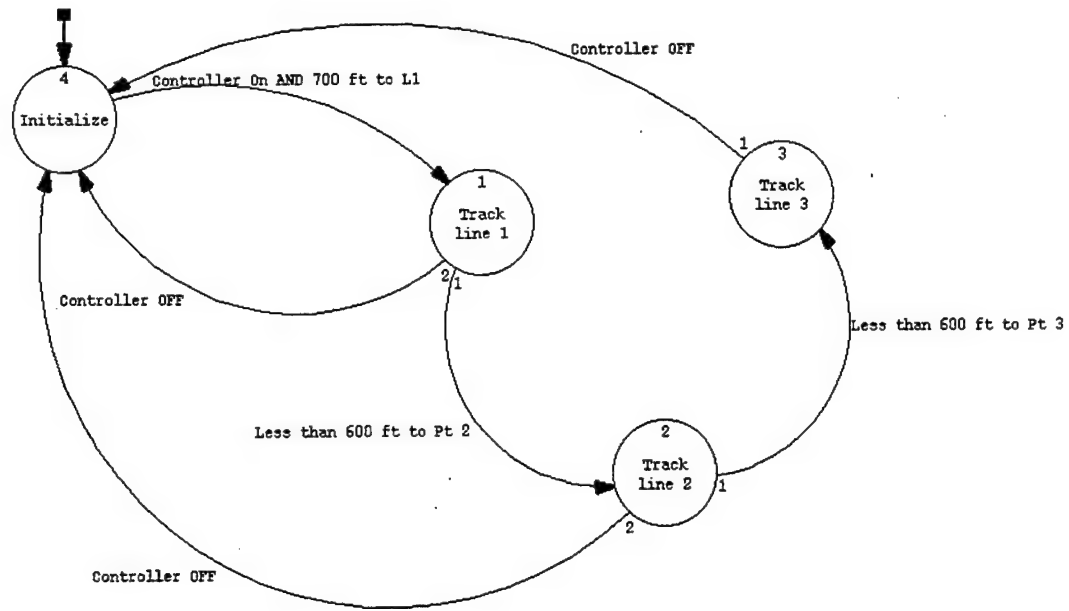 Controller OFF
4
Initialize
Controller On AND 700 ft to L1
1
3
Track
line 3
1
Track
line 1
2
1
Controller OFF
Less than 600 ft to Pt 3
Less than 600 ft to Pt 2
2
Track
line 2
1
2
Controller OFF